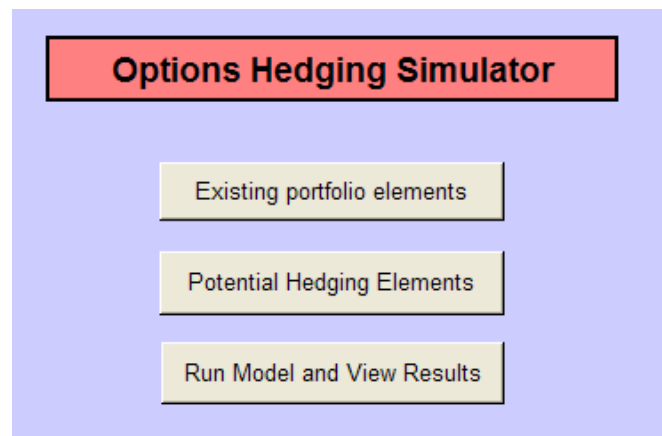 Options Hedging Simulator
Existing portfolio elements
Potential Hedging Elements
Run Model and View Results